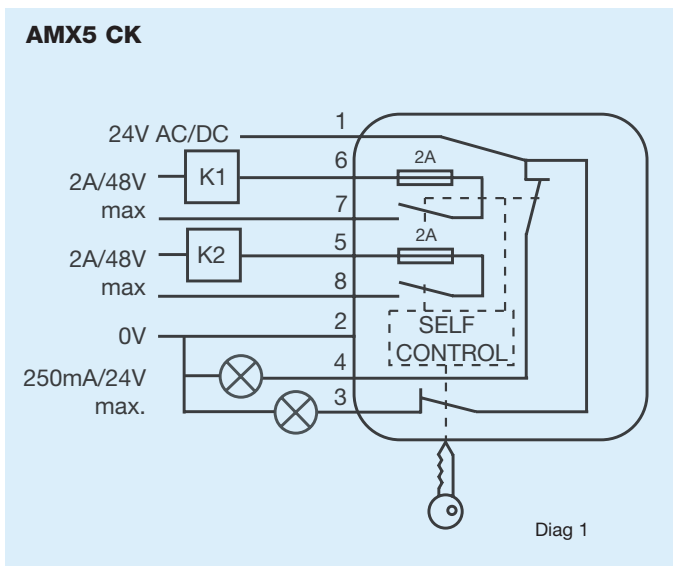 AMX5 CK
24V AC/DC
1
2A/48V
max
K1
6
2A
7
2A/48V
max
K2
5
2A
8
0V
2
SELF
CONTROL
250mA/24V
max.
4
3
Diag 1